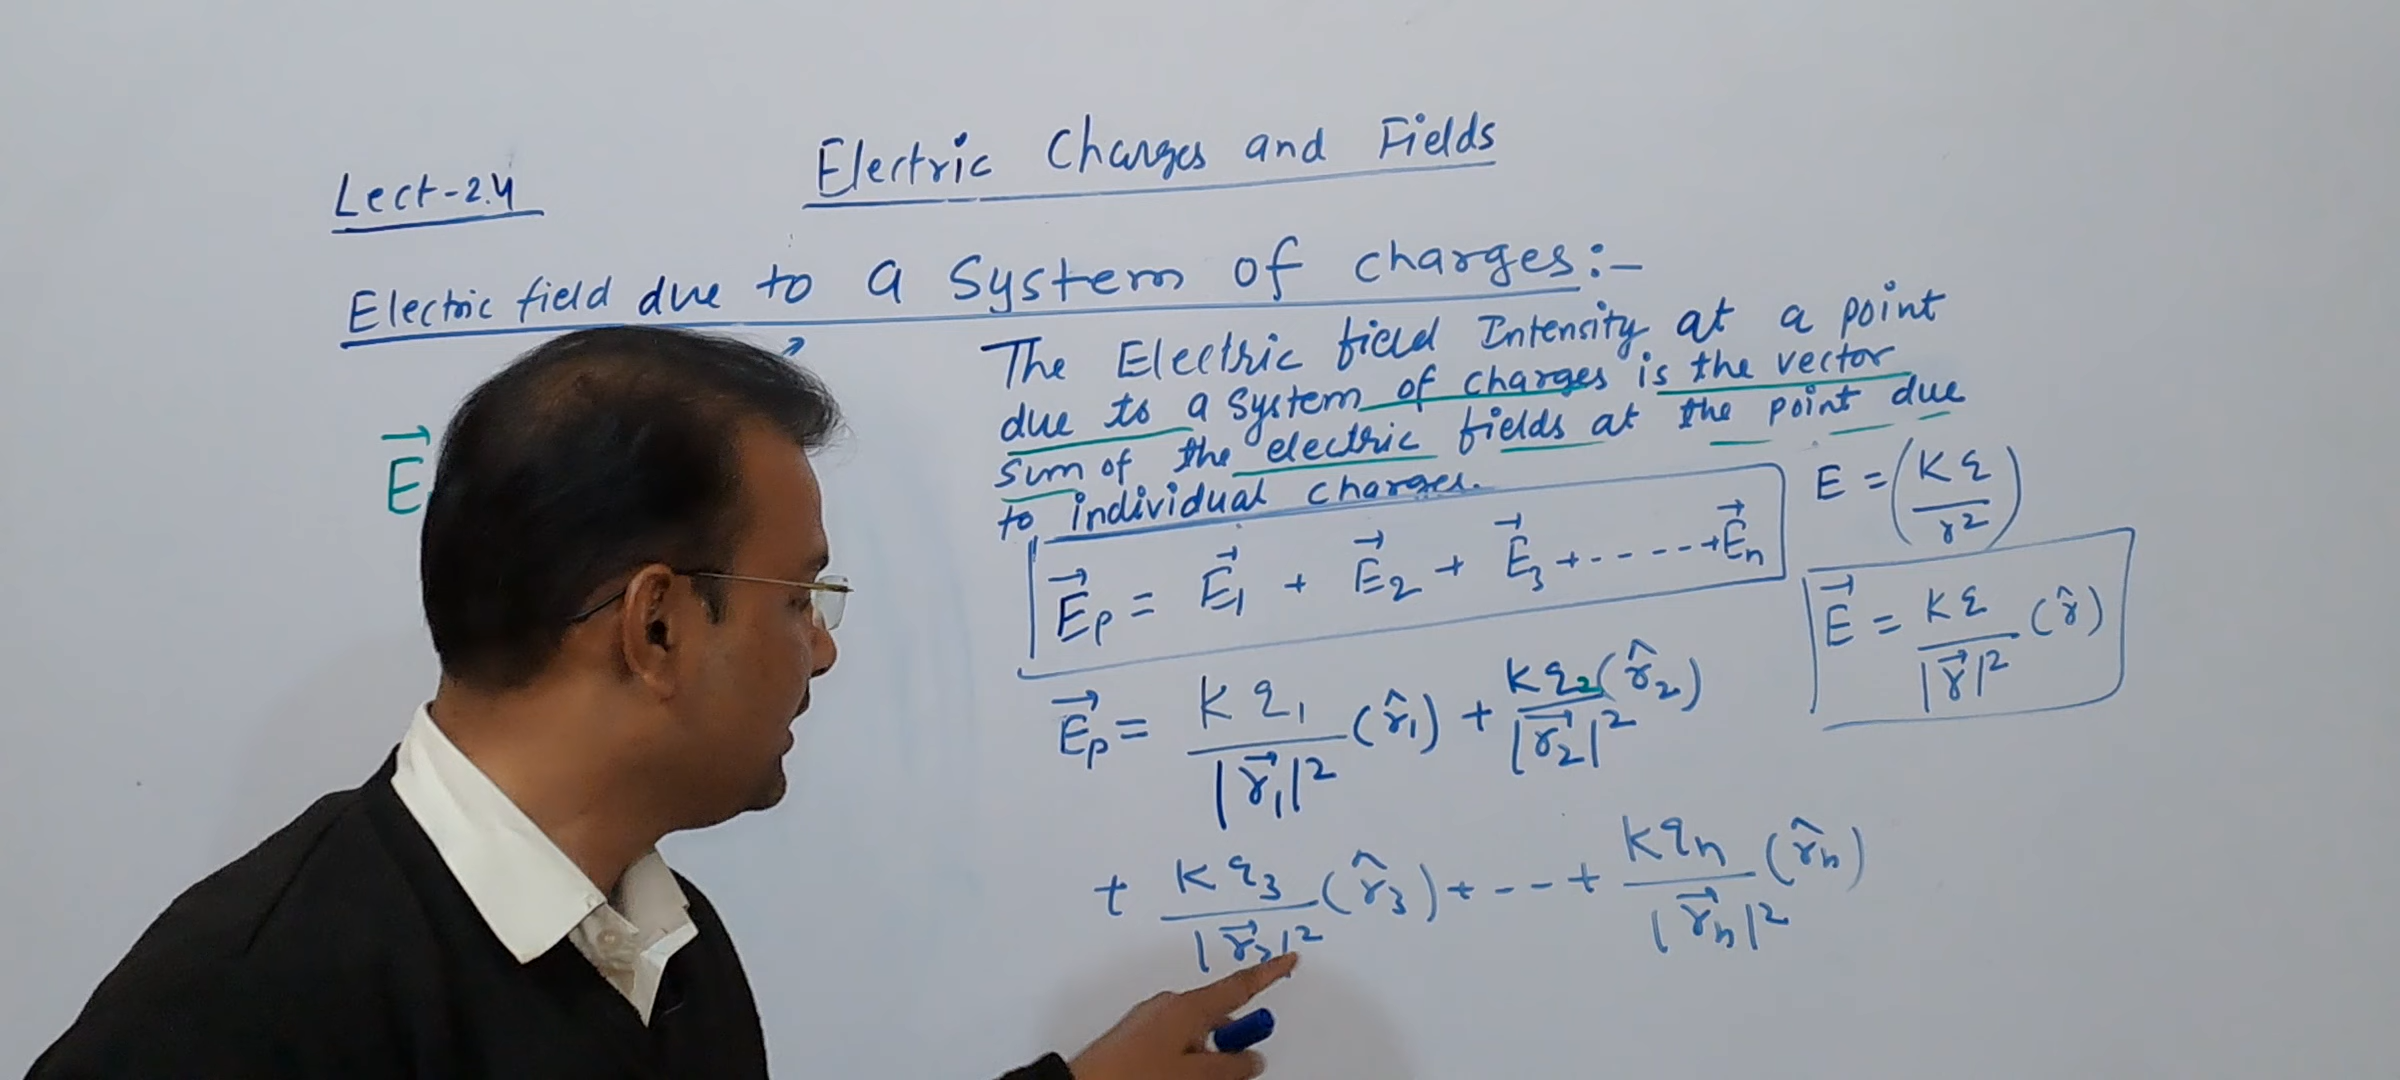 Lect-2.4
Electric Charges and Fields
Electric field due to a System of charges:-
The Electric field Intensity at a point
due to a system of charges is the vector
sum of the electric fields at the point due
to individual charges.
E⃗
E⃗p = E⃗1 + E⃗2 + E⃗3 + - - - - - + E⃗n
E = (Kq/r²)
E⃗ = Kq/|r⃗|² (r̂)
E⃗p = Kq1/|r⃗1|² (r̂1) + Kq2/|r⃗2|² (r̂2)
+ Kq3/|r⃗3|² (r̂3) + - - - + Kqn/|r⃗n|² (r̂n)